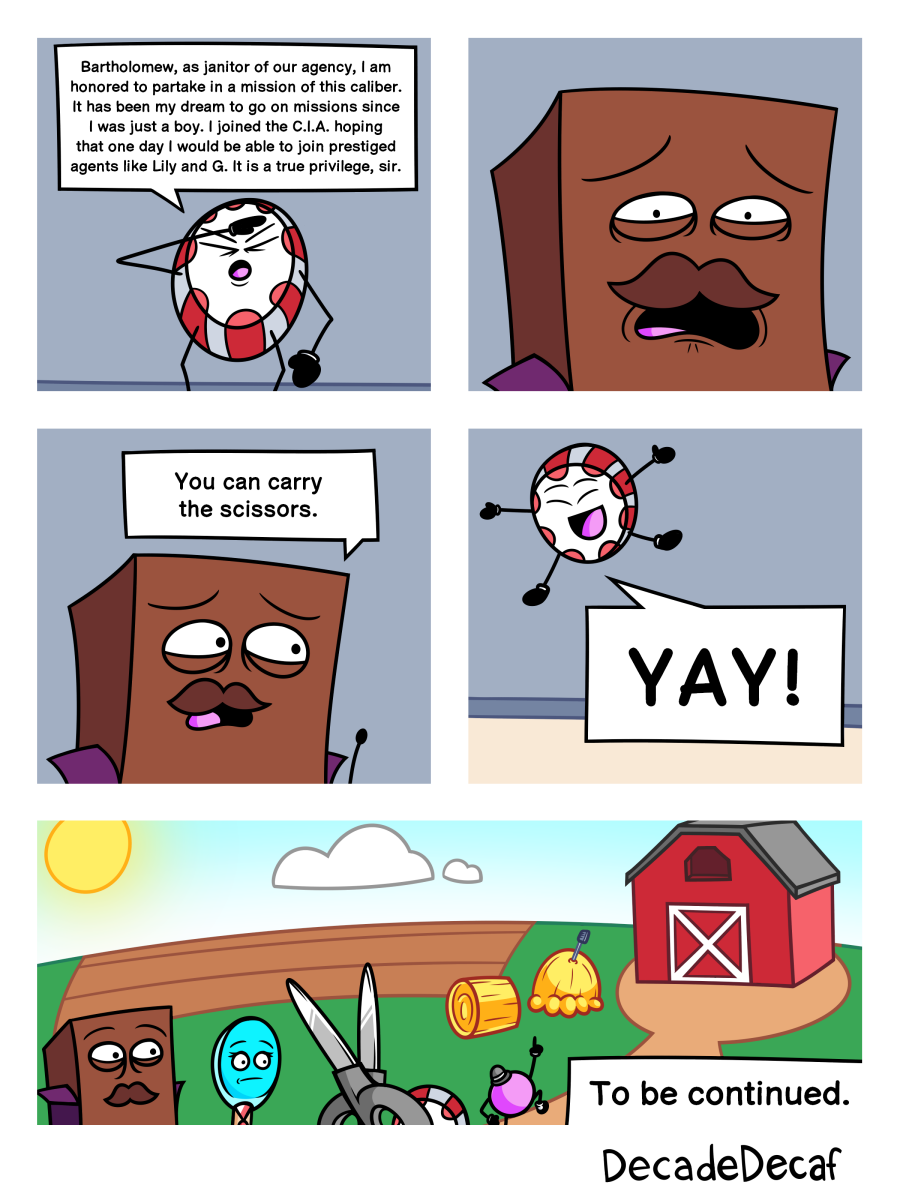 Bartholomew, as janitor of our agency, I am
honored to partake in a mission of this caliber.
It has been my dream to go on missions since
I was just a boy. I joined the C.I.A. hoping
that one day I would be able to join prestiged
agents like Lily and G. It is a true privilege, sir.
You can carry
the scissors.
YAY!
To be continued.
DecadeDecaf